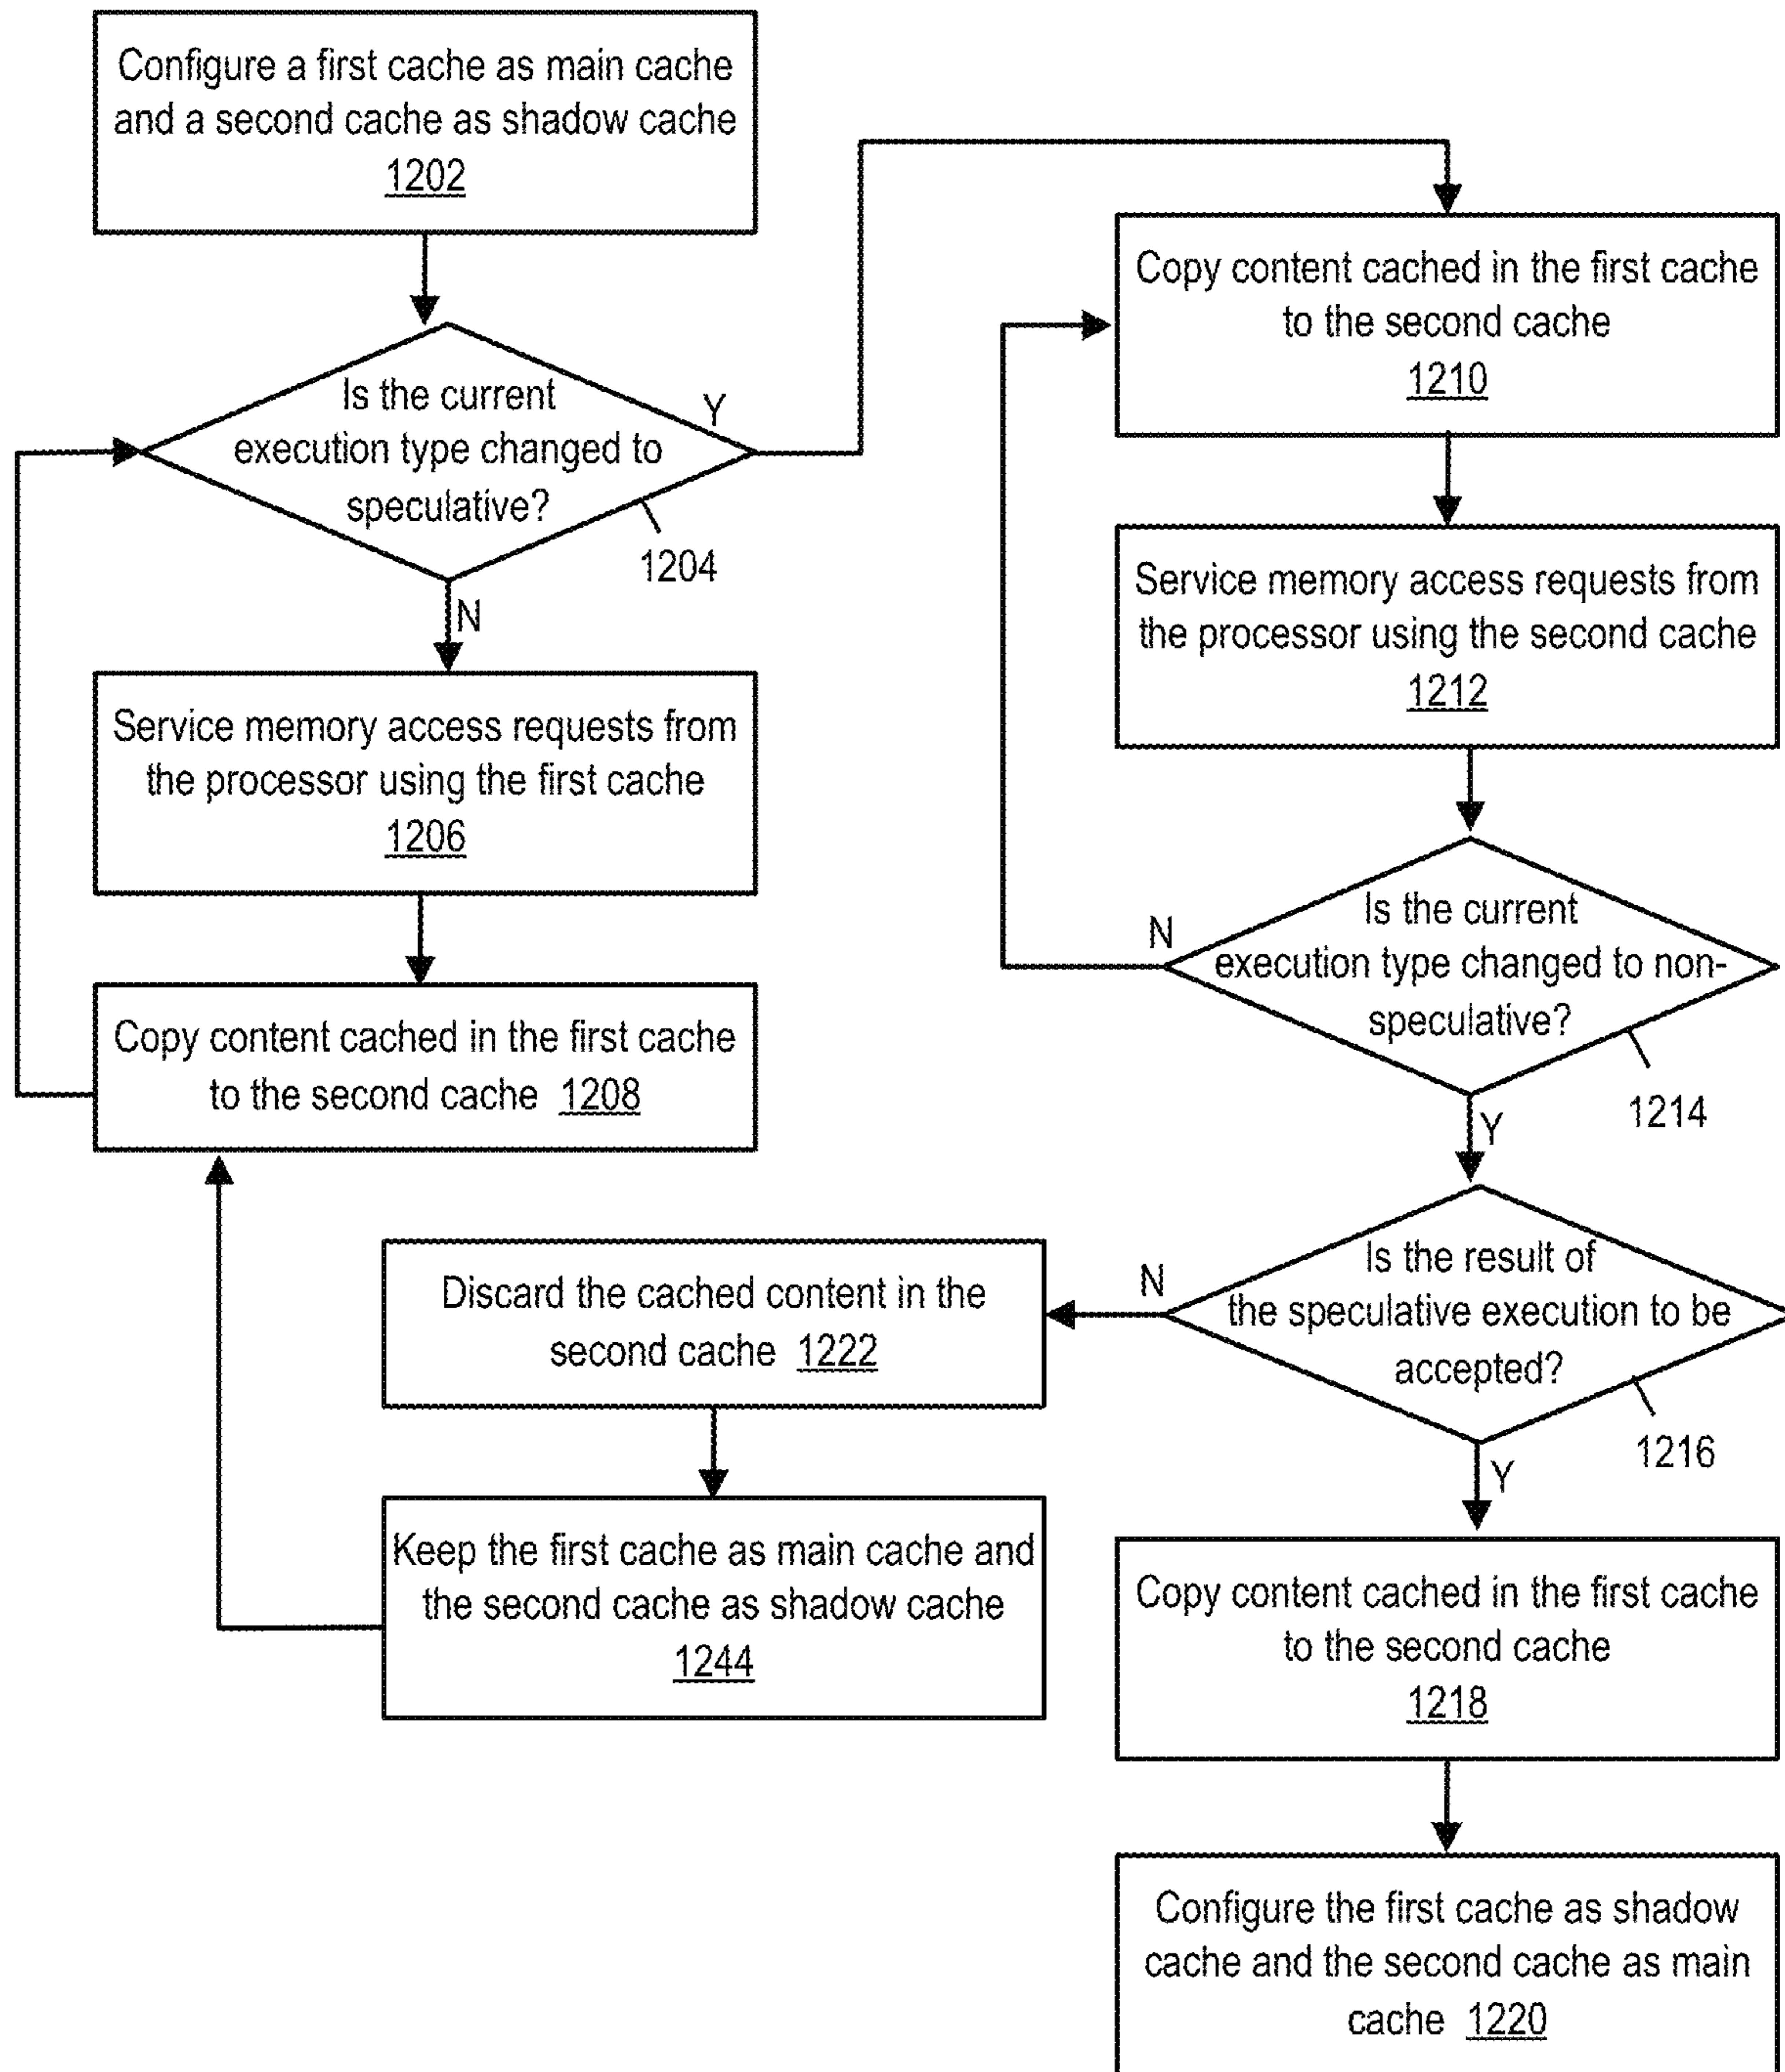 Configure a first cache as main cache
and a second cache as shadow cache
1202
Is the current
execution type changed to
speculative?
Y
1204
N
Service memory access requests from
the processor using the first cache
1206
Copy content cached in the first cache
to the second cache 1208
Copy content cached in the first cache
to the second cache
1210
Service memory access requests from
the processor using the second cache
1212
Is the current
execution type changed to non-
speculative?
N
1214
Y
Is the result of
the speculative execution to be
accepted?
N
1216
Y
Discard the cached content in the
second cache 1222
Keep the first cache as main cache and
the second cache as shadow cache
1244
Copy content cached in the first cache
to the second cache
1218
Configure the first cache as shadow
cache and the second cache as main
cache 1220